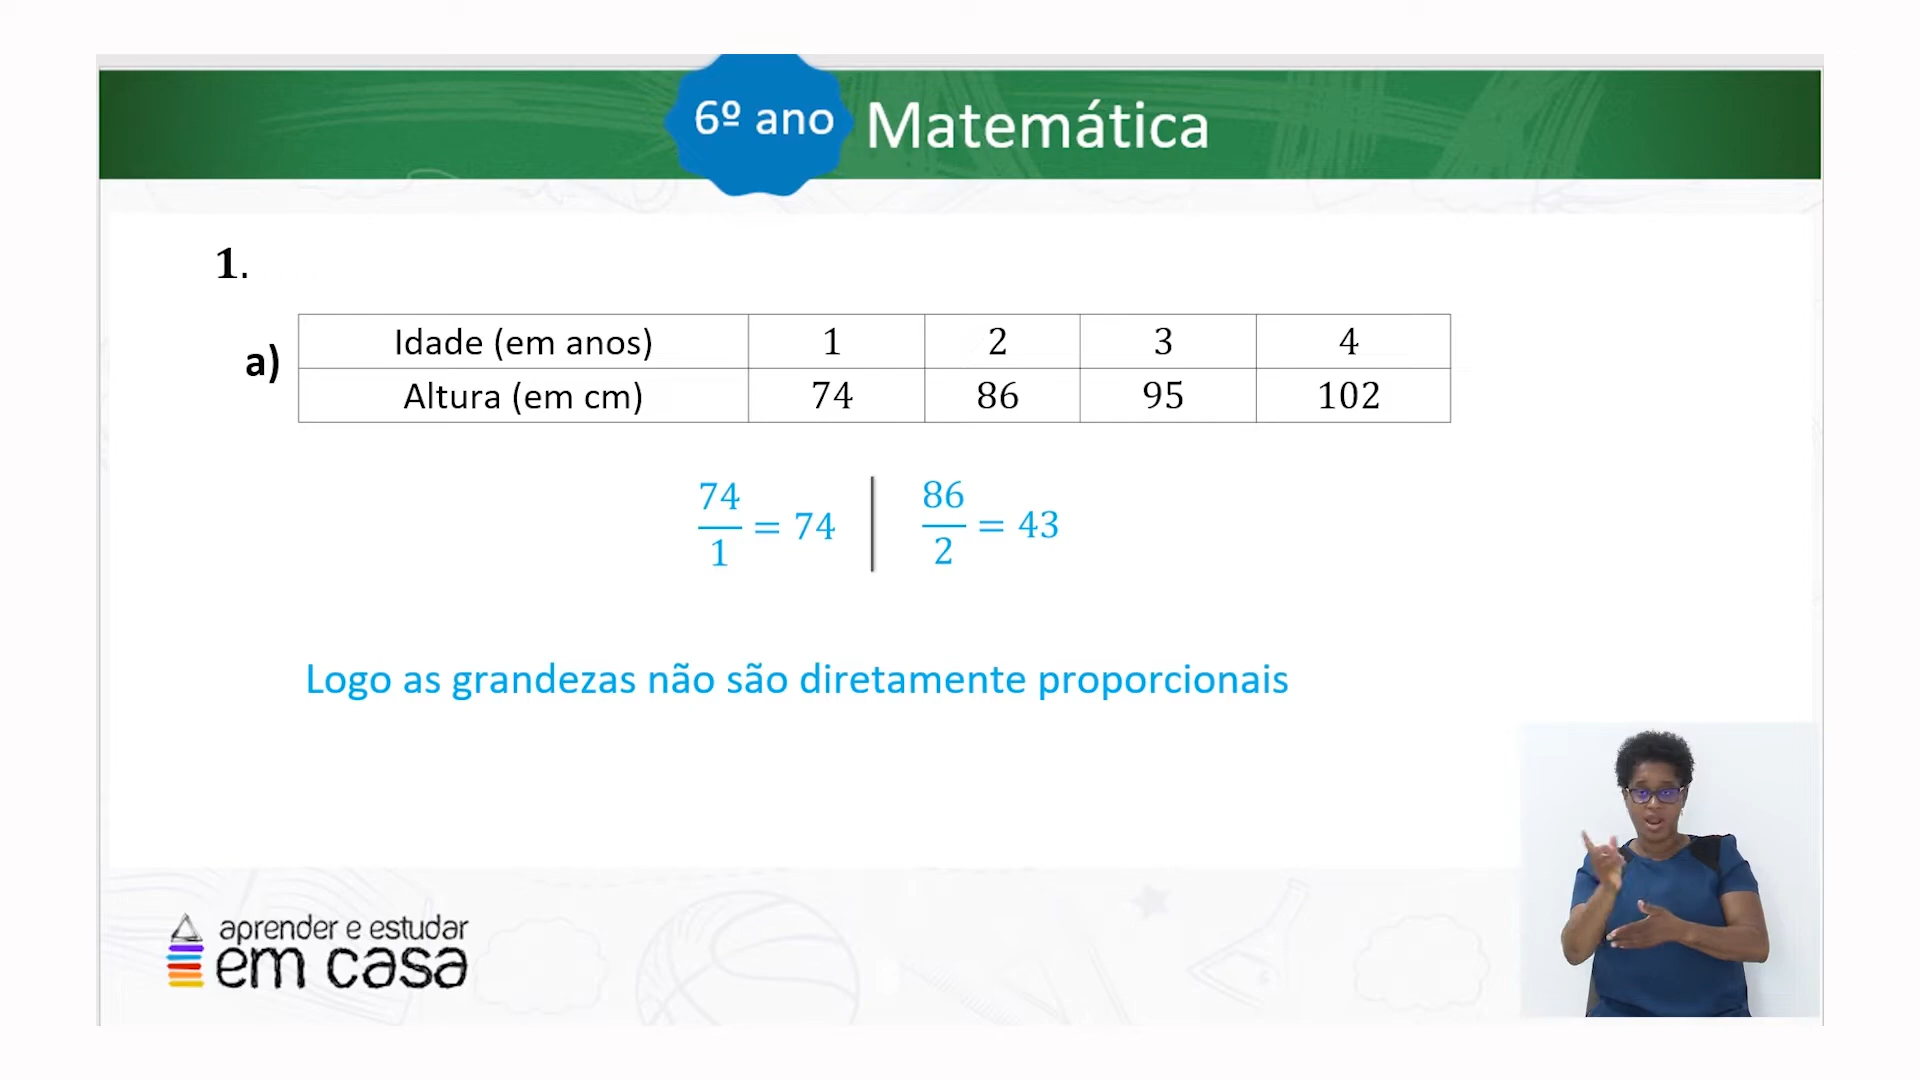 6º ano Matemática
1.
a)
Idade (em anos) 1 2 3 4
Altura (em cm) 74 86 95 102
74/1 = 74 | 86/2 = 43
Logo as grandezas não são diretamente proporcionais
aprender e estudar
em casa